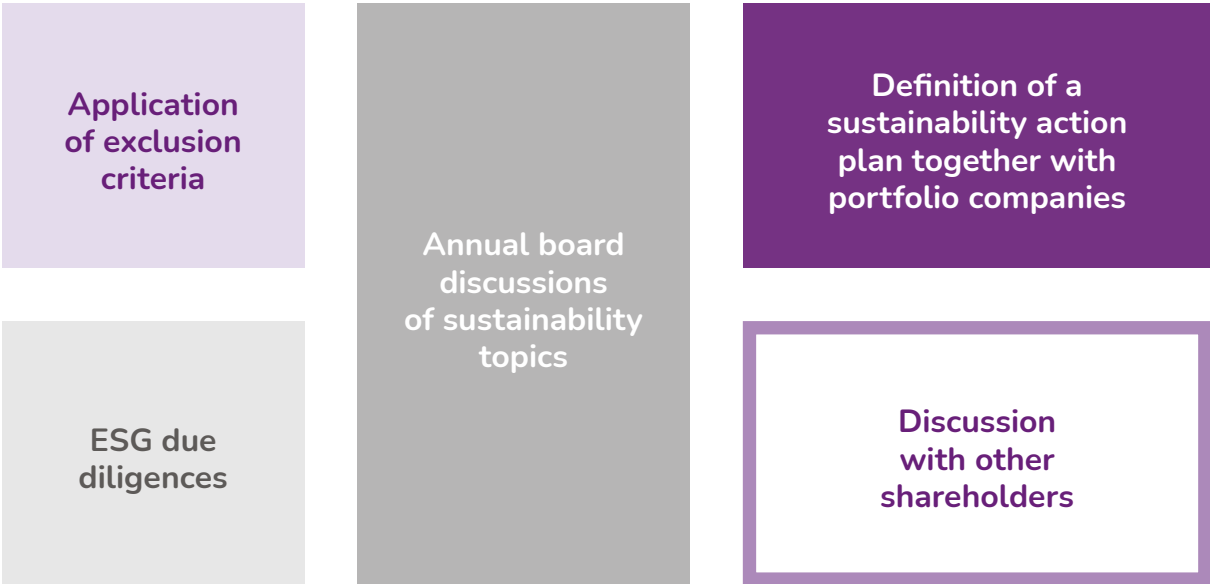 Application
of exclusion
criteria
ESG due
diligences
Annual board
discussions
of sustainability
topics
Definition of a
sustainability action
plan together with
portfolio companies
Discussion
with other
shareholders